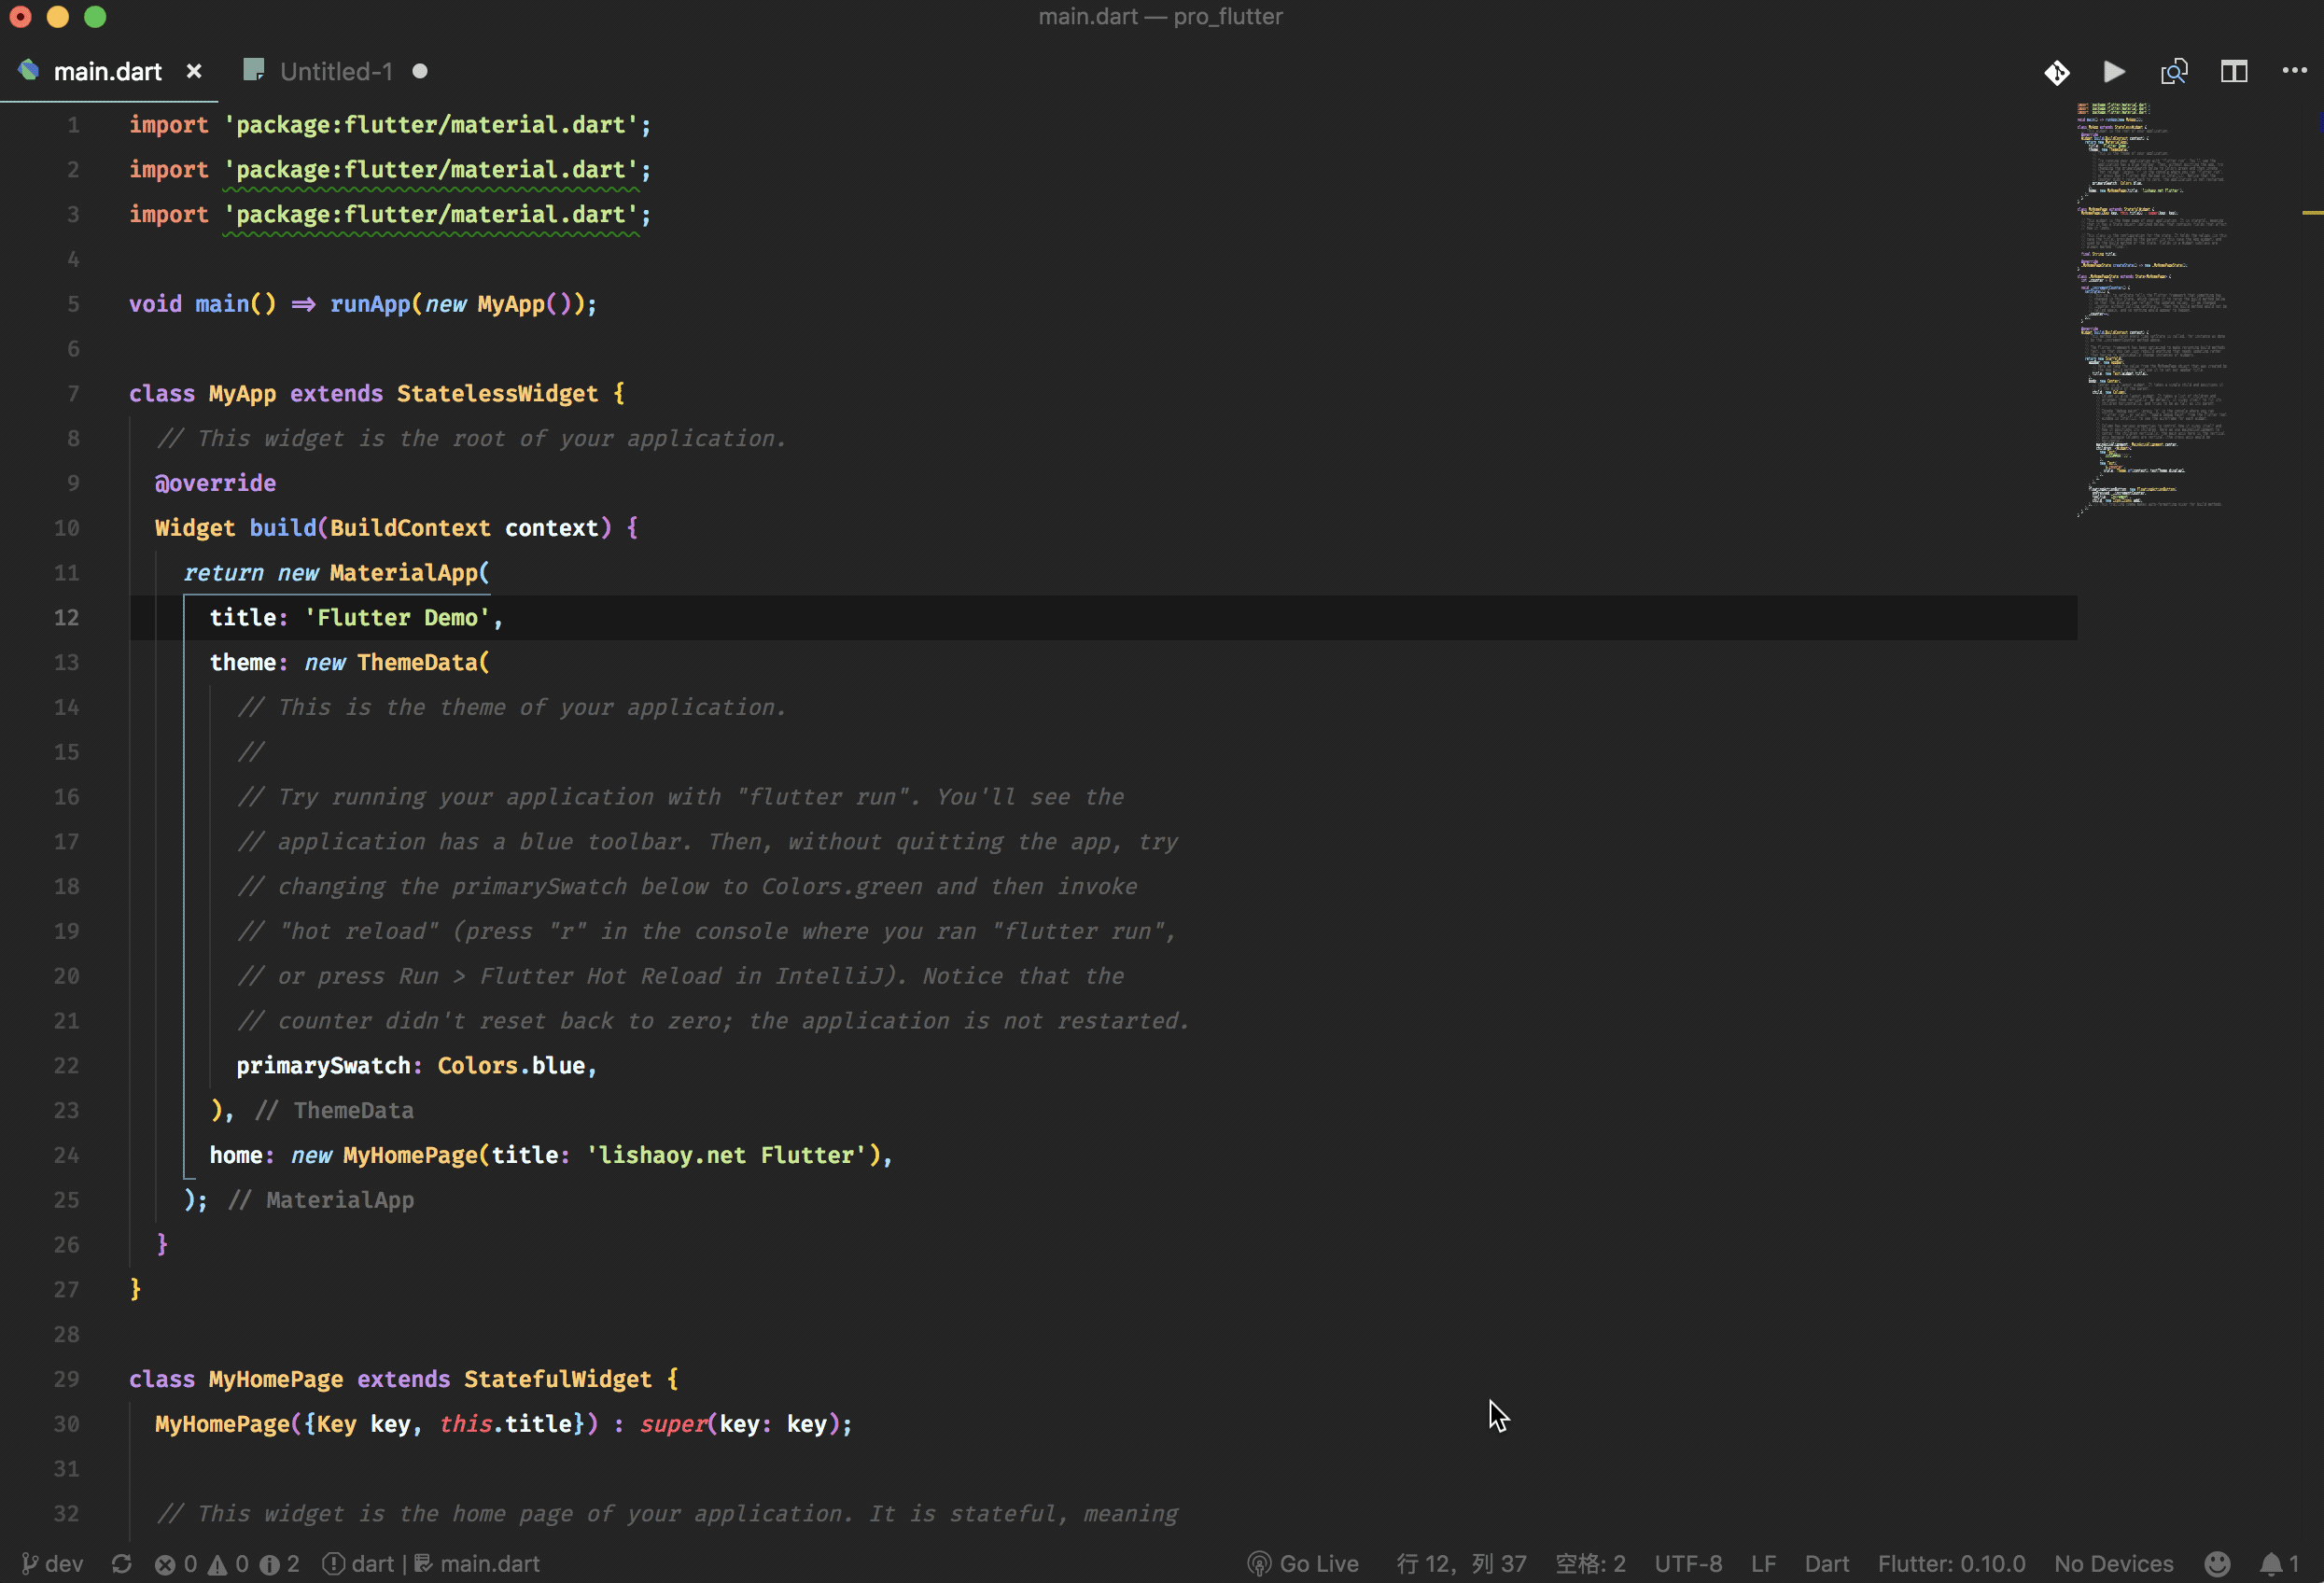 main.dart — pro_flutter
main.dart × Untitled-1
1 import 'package:flutter/material.dart';
2 import 'package:flutter/material.dart';
3 import 'package:flutter/material.dart';
4
5 void main() => runApp(new MyApp());
6
7 class MyApp extends StatelessWidget {
8 // This widget is the root of your application.
9 @override
10 Widget build(BuildContext context) {
11 return new MaterialApp(
12 title: 'Flutter Demo',
13 theme: new ThemeData(
14 // This is the theme of your application.
15 //
16 // Try running your application with "flutter run". You'll see the
17 // application has a blue toolbar. Then, without quitting the app, try
18 // changing the primarySwatch below to Colors.green and then invoke
19 // "hot reload" (press "r" in the console where you ran "flutter run",
20 // or press Run > Flutter Hot Reload in IntelliJ). Notice that the
21 // counter didn't reset back to zero; the application is not restarted.
22 primarySwatch: Colors.blue,
23 ), // ThemeData
24 home: new MyHomePage(title: 'lishaoy.net Flutter'),
25 ); // MaterialApp
26 }
27 }
28
29 class MyHomePage extends StatefulWidget {
30 MyHomePage({Key key, this.title}) : super(key: key);
31
32 // This widget is the home page of your application. It is stateful, meaning
dev 0 0 2 dart | main.dart Go Live 行 12，列 37 空格: 2 UTF-8 LF Dart Flutter: 0.10.0 No Devices 1